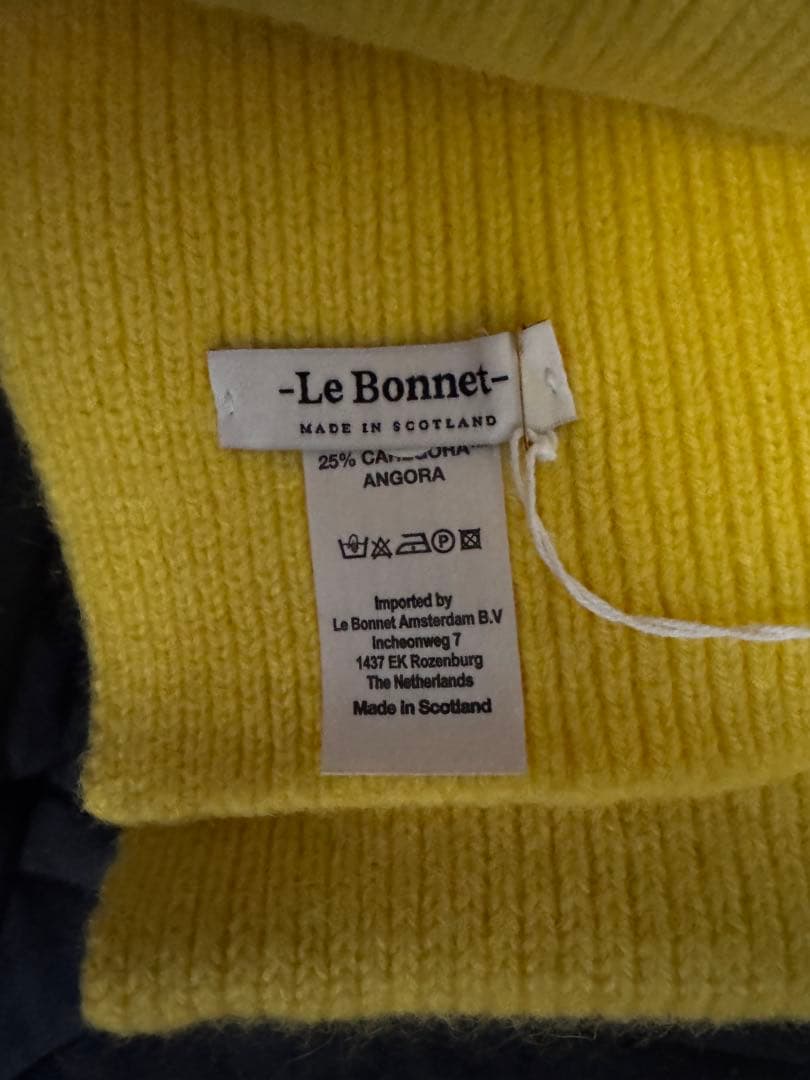 -Le Bonnet-
MADE IN SCOTLAND
25%
ANGORA
P
Imported by
Le Bonnet Amsterdam B.V
Incheonweg 7
1437 EK Rozenburg
The Netherlands
Made in Scotland